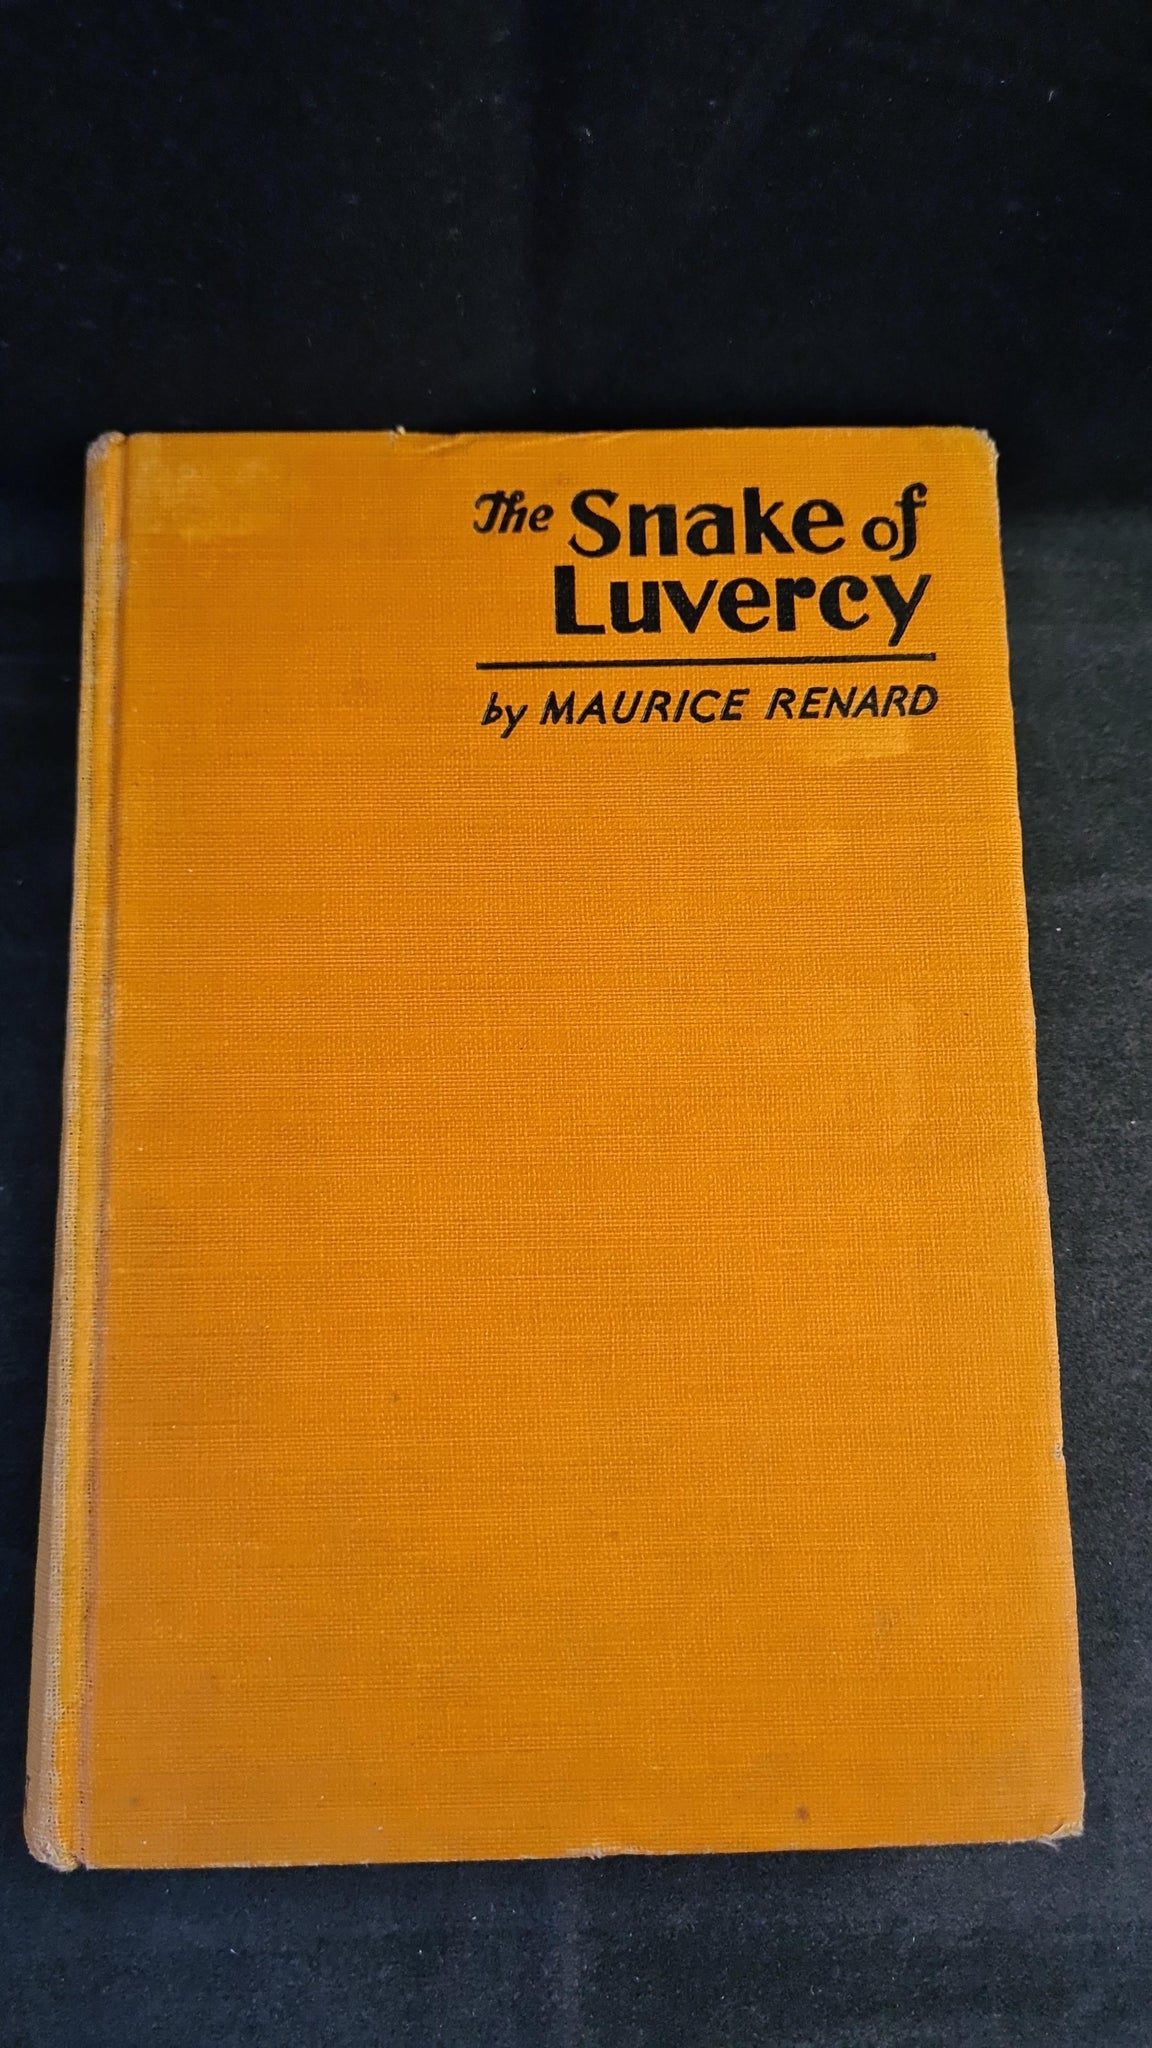 The Snake of
Luvercy
by MAURICE RENARD